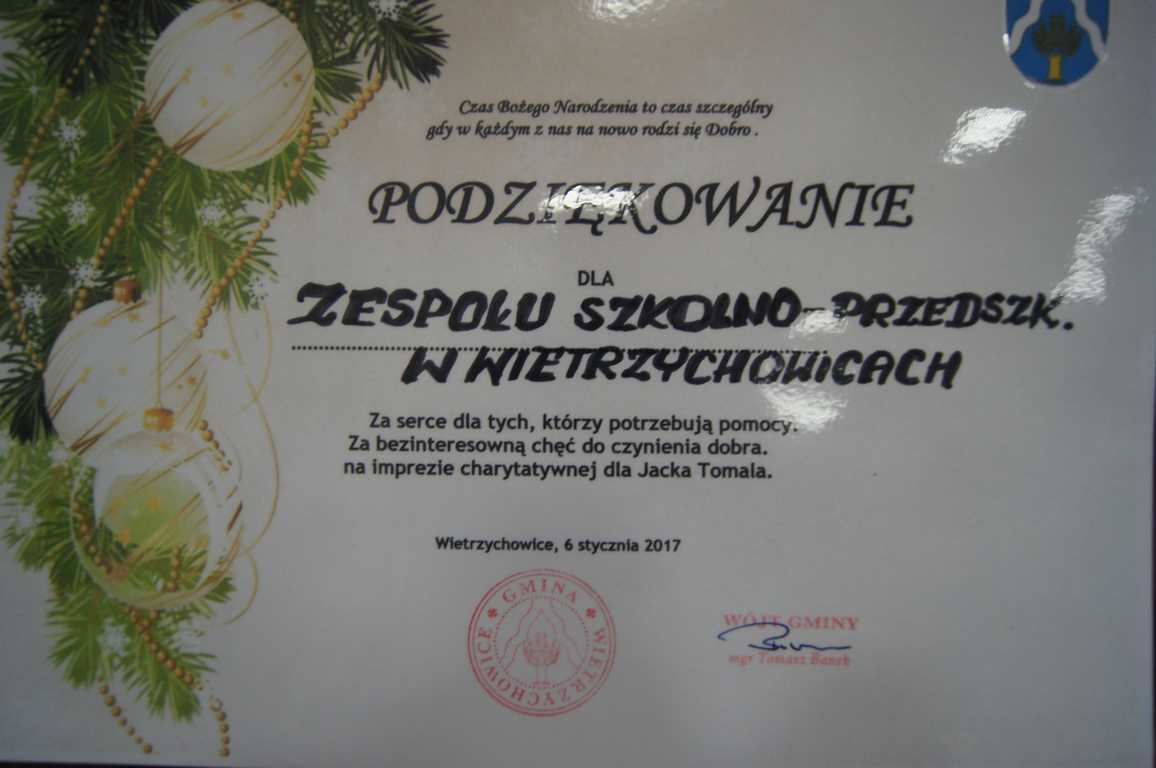 Czas Bożego Narodzenia to czas szczególny
gdy w każdym z nas na nowo rodzi się Dobro .
PODZIĘKOWANIE
DLA
ZESPOŁU SZKOLNO-PRZEDSZK.
W WIETRZYCHOWICACH
Za serce dla tych, którzy potrzebują pomocy.
Za bezinteresowną chęć do czynienia dobra.
na imprezie charytatywnej dla Jacka Tomala.
Wietrzychowice, 6 stycznia 2017
GMINA WIETRZYCHOWICE
WÓJT GMINY
mgr Tomasz Banek